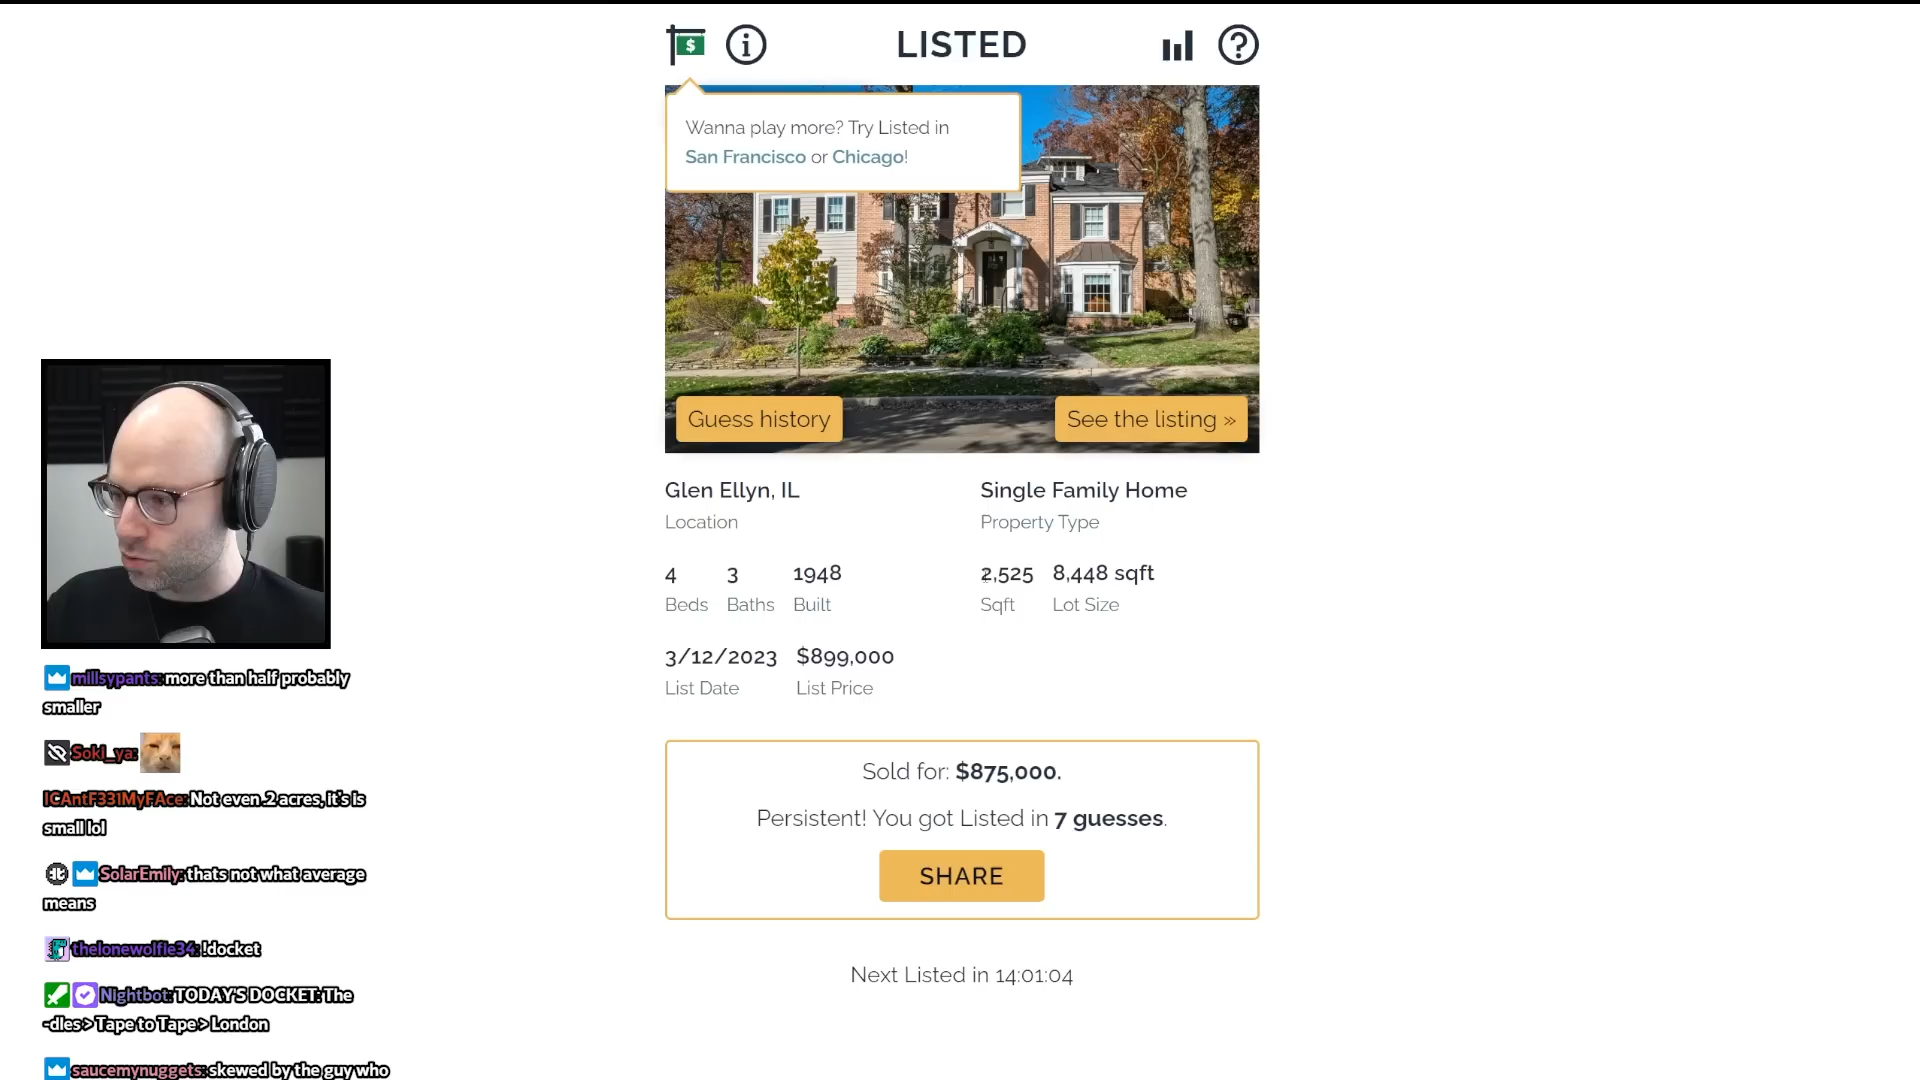 LISTED
Wanna play more? Try Listed in
San Francisco or Chicago!
Guess history
See the listing »
Glen Ellyn, IL
Location
Single Family Home
Property Type
4
Beds
3
Baths
1948
Built
2,525
Sqft
8,448 sqft
Lot Size
3/12/2023
List Date
$899,000
List Price
Sold for: $875,000.
Persistent! You got Listed in 7 guesses.
SHARE
Next Listed in 14:01:04
millsypants: more than half probably
smaller
Soki_ya:
ICAntF331MyFAce: Not even .2 acres, it's is
small lol
SolarEmily: thats not what average
means
thelonewolfie34: !docket
Nightbot: TODAY'S DOCKET: The
-dles > Tape to Tape > London
saucemynuggets: skewed by the guy who